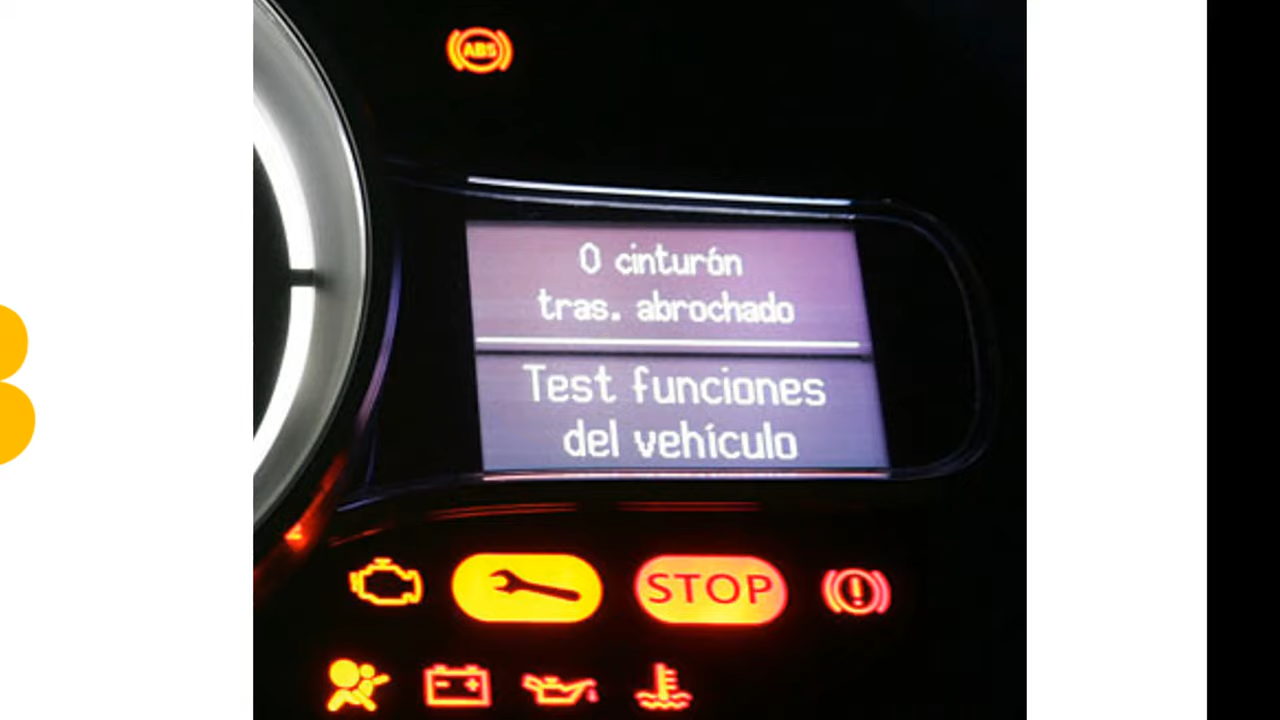 ABS
0 cinturón
tras. abrochado
Test funciones
del vehículo
STOP